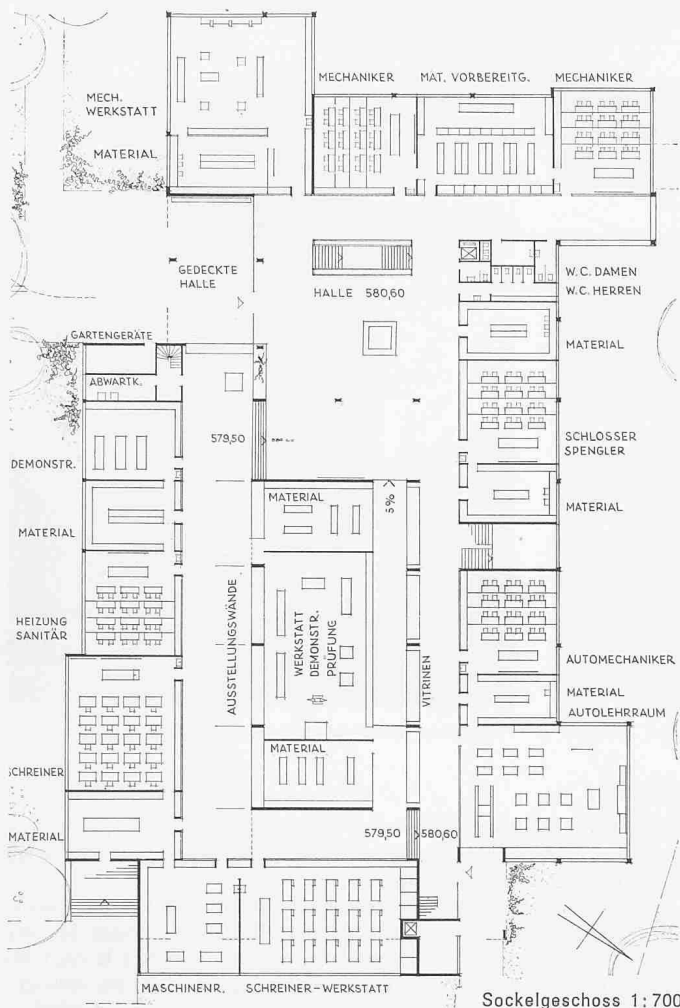 MECHANIKER
MAT. VORBEREITG.
MECHANIKER
MECH.
WERKSTATT
MATERIAL
GEDECKTE
HALLE
HALLE 580,60
W.C. DAMEN
W.C. HERREN
GARTENGERÄTE
MATERIAL
ABWARTK.
579,50
DEMONSTR.
SCHLOSSER
SPENGLER
MATERIAL
5%
MATERIAL
MATERIAL
HEIZUNG
SANITÄR
AUSSTELLUNGSWÄNDE
WERKSTATT
DEMONSTR.
PRÜFUNG
VITRINEN
AUTOMECHANIKER
MATERIAL
AUTOLEHRRAUM
MATERIAL
SCHREINER
MATERIAL
579,50
580,60
MASCHINENR.
SCHREINER-WERKSTATT
Sockelgeschoss 1:700